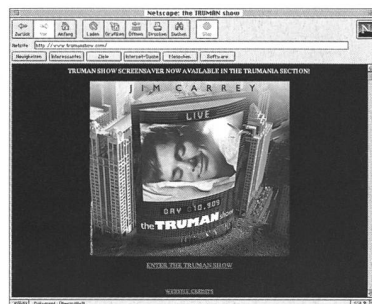 Netscape: the TRUMAN show
Zurück Vor Anfang Laden Grafiken Öffnen Drucken Suchen Stop
N
Netsite: http://www.trumanshow.com/
Neuigkeiten Interessantes Ziele Internet-Suche Menschen Software
TRUMAN SHOW SCREENSAVER NOW AVAILABLE IN THE TRUMANIA SECTION!
JIM CARREY
LIVE
DAY 10,909
the TRUMAN show
ENTER THE TRUMAN SHOW
WEBSITE CREDITS